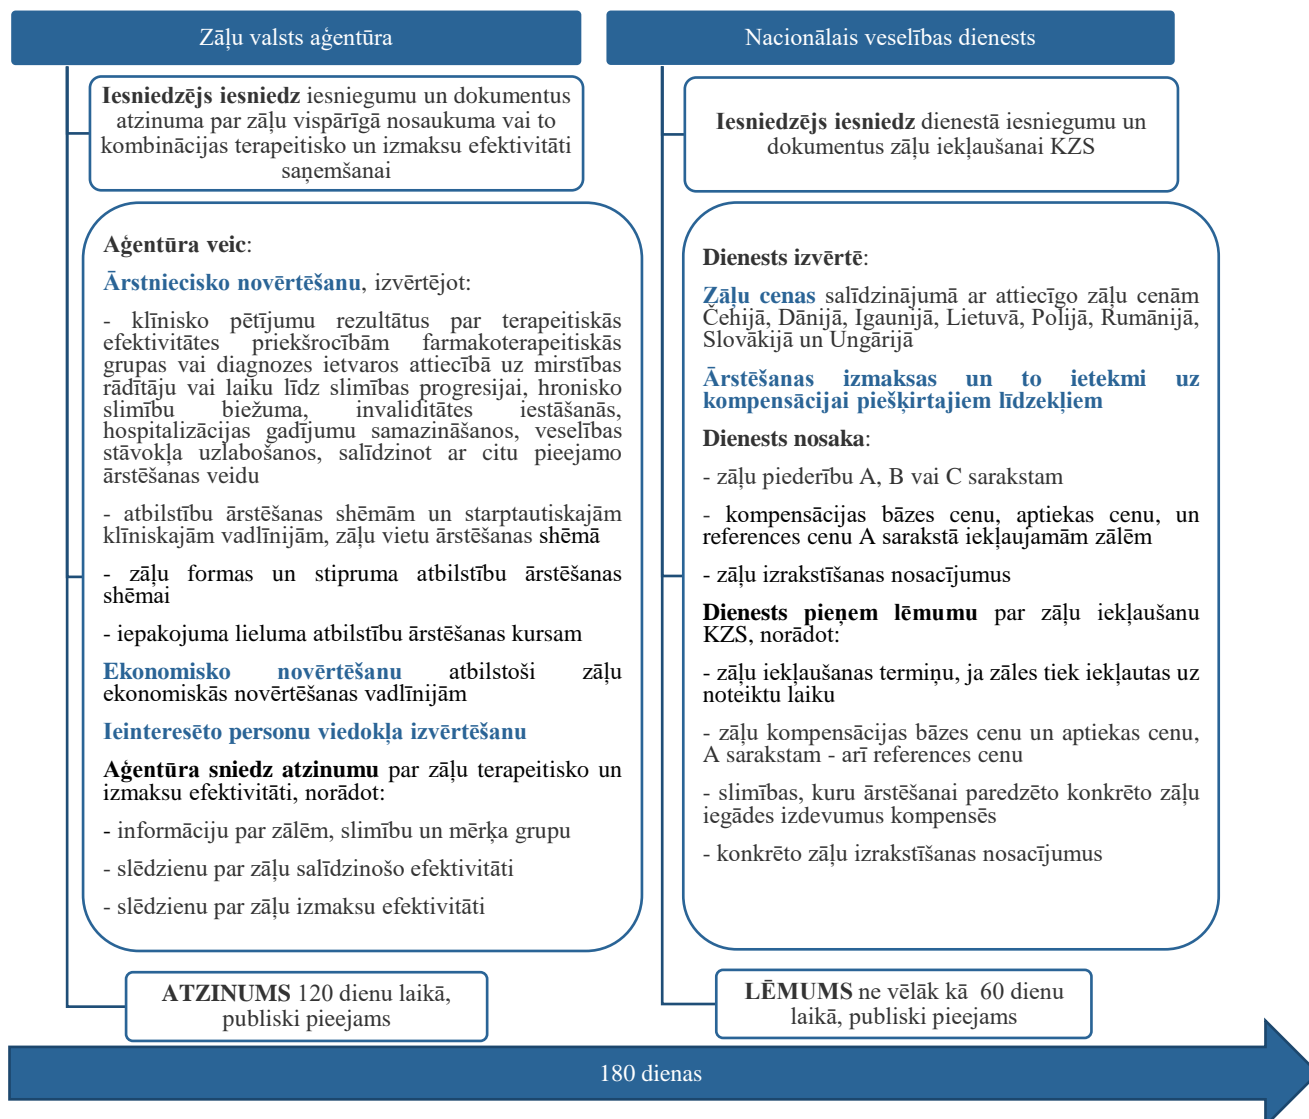 Zāļu valsts aģentūra
Iesniedzējs iesniedz iesniegumu un dokumentus
atzinuma par zāļu vispārīgā nosaukuma vai to
kombinācijas terapeitisko un izmaksu efektivitāti
saņemšanai
Aģentūra veic:
Ārstniecisko novērtēšanu, izvērtējot:
- klīnisko pētījumu rezultātus par terapeitiskās
efektivitātes priekšrocībām farmakoterapeitiskās
grupas vai diagnozes ietvaros attiecībā uz mirstības
rādītāju vai laiku līdz slimības progresijai, hronisko
slimību biežuma, invaliditātes iestāšanās,
hospitalizācijas gadījumu samazināšanos, veselības
stāvokļa uzlabošanos, salīdzinot ar citu pieejamo
ārstēšanas veidu
- atbilstību ārstēšanas shēmām un starptautiskajām
klīniskajām vadlīnijām, zāļu vietu ārstēšanas shēmā
- zāļu formas un stipruma atbilstību ārstēšanas
shēmai
- iepakojuma lieluma atbilstību ārstēšanas kursam
Ekonomisko novērtēšanu atbilstoši zāļu
ekonomiskās novērtēšanas vadlīnijām
Ieinteresēto personu viedokļa izvērtēšanu
Aģentūra sniedz atzinumu par zāļu terapeitisko un
izmaksu efektivitāti, norādot:
- informāciju par zālēm, slimību un mērķa grupu
- slēdzienu par zāļu salīdzinošo efektivitāti
- slēdzienu par zāļu izmaksu efektivitāti
ATZINUMS 120 dienu laikā,
publiski pieejams
Nacionālais veselības dienests
Iesniedzējs iesniedz dienestā iesniegumu un
dokumentus zāļu iekļaušanai KZS
Dienests izvērtē:
Zāļu cenas salīdzinājumā ar attiecīgo zāļu cenām
Čehijā, Dānijā, Igaunijā, Lietuvā, Polijā, Rumānijā,
Slovākijā un Ungārijā
Ārstēšanas izmaksas un to ietekmi uz
kompensācijai piešķirtajiem līdzekļiem
Dienests nosaka:
- zāļu piederību A, B vai C sarakstam
- kompensācijas bāzes cenu, aptiekas cenu, un
references cenu A sarakstā iekļaujamām zālēm
- zāļu izrakstīšanas nosacījumus
Dienests pieņem lēmumu par zāļu iekļaušanu
KZS, norādot:
- zāļu iekļaušanas termiņu, ja zāles tiek iekļautas uz
noteiktu laiku
- zāļu kompensācijas bāzes cenu un aptiekas cenu,
A sarakstam - arī references cenu
- slimības, kuru ārstēšanai paredzēto konkrēto zāļu
iegādes izdevumus kompensēs
- konkrēto zāļu izrakstīšanas nosacījumus
LĒMUMS ne vēlāk kā 60 dienu
laikā, publiski pieejams
180 dienas